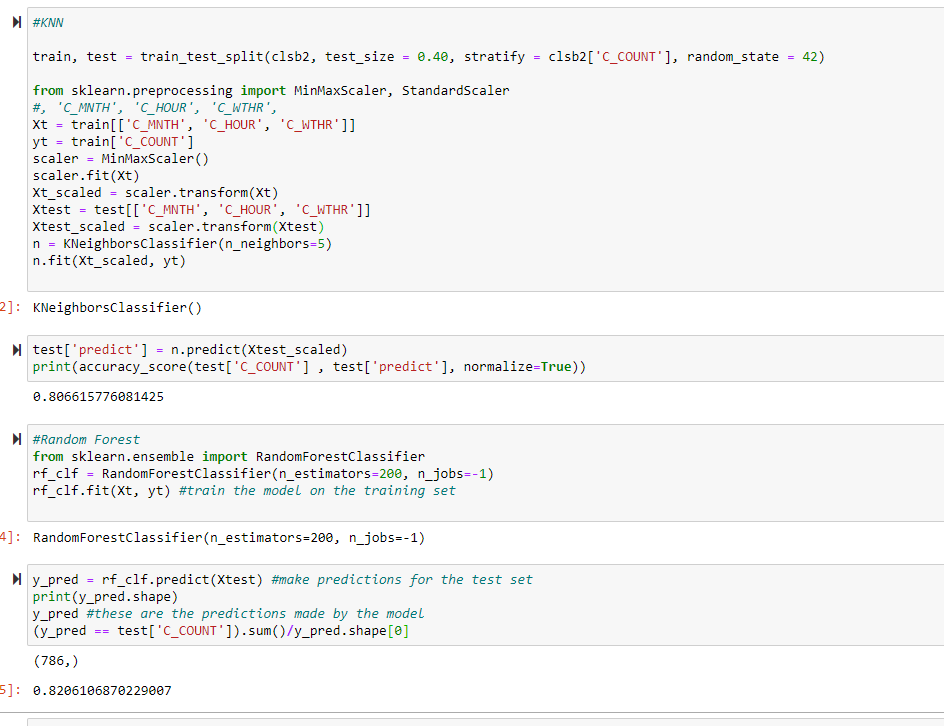 #KNN
train, test = train_test_split(clsb2, test_size = 0.40, stratify = clsb2['C_COUNT'], random_state = 42)
from sklearn.preprocessing import MinMaxScaler, StandardScaler
#, 'C_MNTH', 'C_HOUR', 'C_WTHR',
Xt = train[['C_MNTH', 'C_HOUR', 'C_WTHR']]
yt = train['C_COUNT']
scaler = MinMaxScaler()
scaler.fit(Xt)
Xt_scaled = scaler.transform(Xt)
Xtest = test[['C_MNTH', 'C_HOUR', 'C_WTHR']]
Xtest_scaled = scaler.transform(Xtest)
n = KNeighborsClassifier(n_neighbors=5)
n.fit(Xt_scaled, yt)
2]: KNeighborsClassifier()
test['predict'] = n.predict(Xtest_scaled)
print(accuracy_score(test['C_COUNT'] , test['predict'], normalize=True))
0.806615776081425
#Random Forest
from sklearn.ensemble import RandomForestClassifier
rf_clf = RandomForestClassifier(n_estimators=200, n_jobs=-1)
rf_clf.fit(Xt, yt) #train the model on the training set
4]: RandomForestClassifier(n_estimators=200, n_jobs=-1)
y_pred = rf_clf.predict(Xtest) #make predictions for the test set
print(y_pred.shape)
y_pred #these are the predictions made by the model
(y_pred == test['C_COUNT']).sum()/y_pred.shape[0]
(786,)
5]: 0.8206106870229007